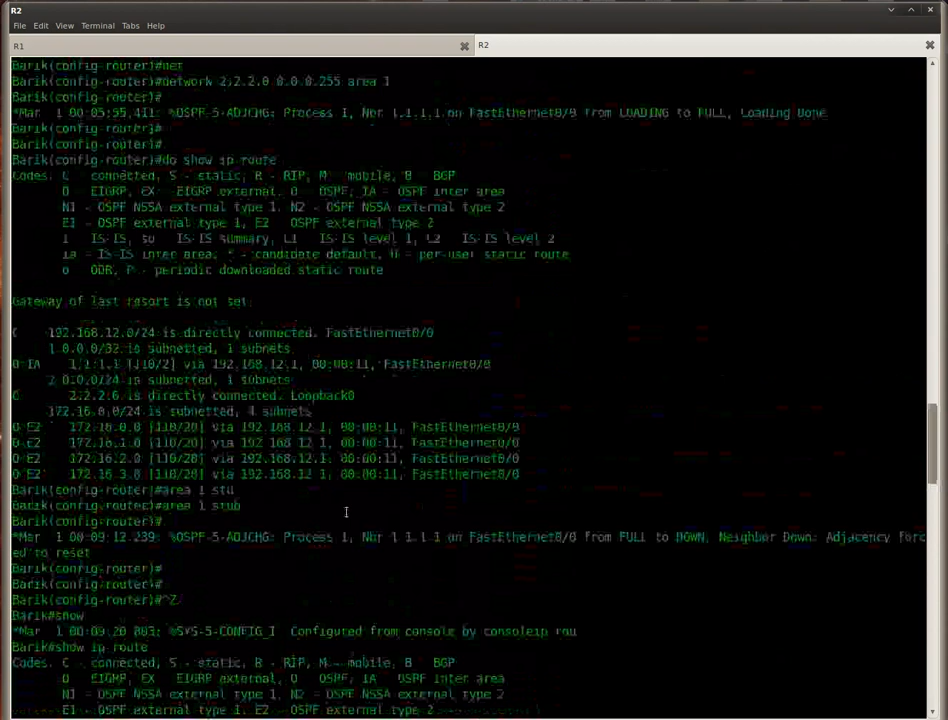 R2
File Edit View Terminal Tabs Help
R1
R2
Barik(config-router)#net
Barik(config-router)#network 2.2.2.0 0.0.0.255 area 1
Barik(config-router)#
*Mar 1 00:05:55.411: %OSPF-5-ADJCHG: Process 1, Nbr 1.1.1.1 on FastEthernet0/0 from LOADING to FULL, Loading Done
Barik(config-router)#
Barik(config-router)#
Barik(config-router)#do show ip route
Codes: C - connected, S - static, R - RIP, M - mobile, B - BGP
D - EIGRP, EX - EIGRP external, O - OSPF, IA - OSPF inter area
N1 - OSPF NSSA external type 1, N2 - OSPF NSSA external type 2
E1 - OSPF external type 1, E2 - OSPF external type 2
i - IS-IS, su - IS-IS summary, L1 - IS-IS level-1, L2 - IS-IS level-2
ia - IS-IS inter area, * - candidate default, U - per-user static route
o - ODR, P - periodic downloaded static route
Gateway of last resort is not set
C 192.168.12.0/24 is directly connected, FastEthernet0/0
1.0.0.0/32 is subnetted, 1 subnets
O IA 1.1.1.1 [110/2] via 192.168.12.1, 00:00:11, FastEthernet0/0
2.0.0.0/24 is subnetted, 1 subnets
C is directly connected, Loopback0
172.16.0.0/24 is subnetted, 4 subnets
O E2 172.16.0.0 [110/20] via 192.168.12.1, 00:00:11, FastEthernet0/0
O E2 172.16.1.0 [110/20] via 192.168.12.1, 00:00:11, FastEthernet0/0
O E2 172.16.2.0 [110/20] via 192.168.12.1, 00:00:11, FastEthernet0/0
O E2 172.16.3.0 [110/20] via 192.168.12.1, 00:00:11, FastEthernet0/0
Barik(config-router)#area 1 stu
Barik(config-router)#area 1 stub
Barik(config-router)#
*Mar 1 00:09:12.239: %OSPF-5-ADJCHG: Process 1, Nbr 1.1.1.1 on FastEthernet0/0 from FULL to DOWN, Neighbor Down: Adjacency forc
ed to reset
Barik(config-router)#
Barik(config-router)#
Barik(config-router)#^Z
Barik#show
*Mar 1 00:09:20.803: %SYS-5-CONFIG_I: Configured from console by consoleip rou
Barik#show ip route
Codes: C - connected, S - static, R - RIP, M - mobile, B - BGP
D - EIGRP, EX - EIGRP external, O - OSPF, IA - OSPF inter area
N1 - OSPF NSSA external type 1, N2 - OSPF NSSA external type 2
E1 - OSPF external type 1, E2 - OSPF external type 2